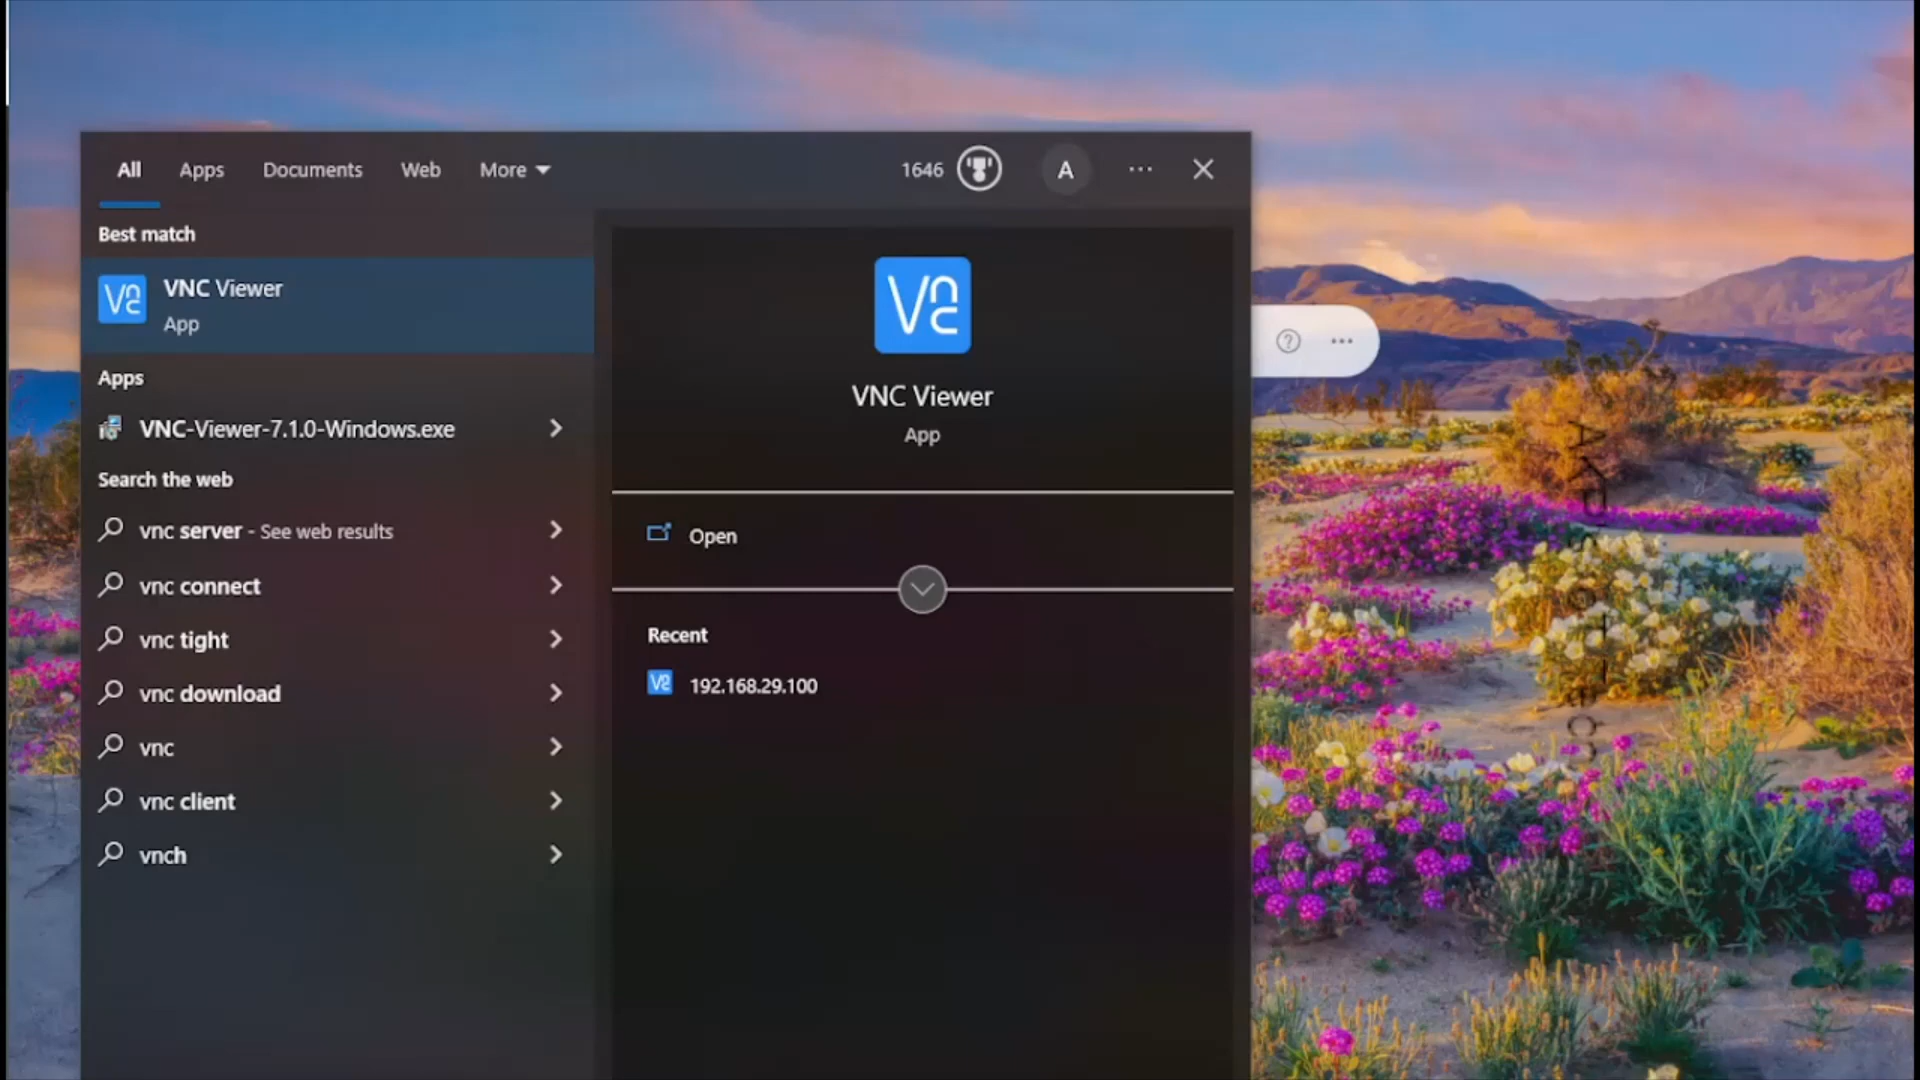 All Apps Documents Web More 1646 A
Best match
VNC Viewer
App
Apps
VNC-Viewer-7.1.0-Windows.exe
Search the web
vnc server - See web results
vnc connect
vnc tight
vnc download
vnc
vnc client
vnch
VNC Viewer
App
Open
Recent
192.168.29.100